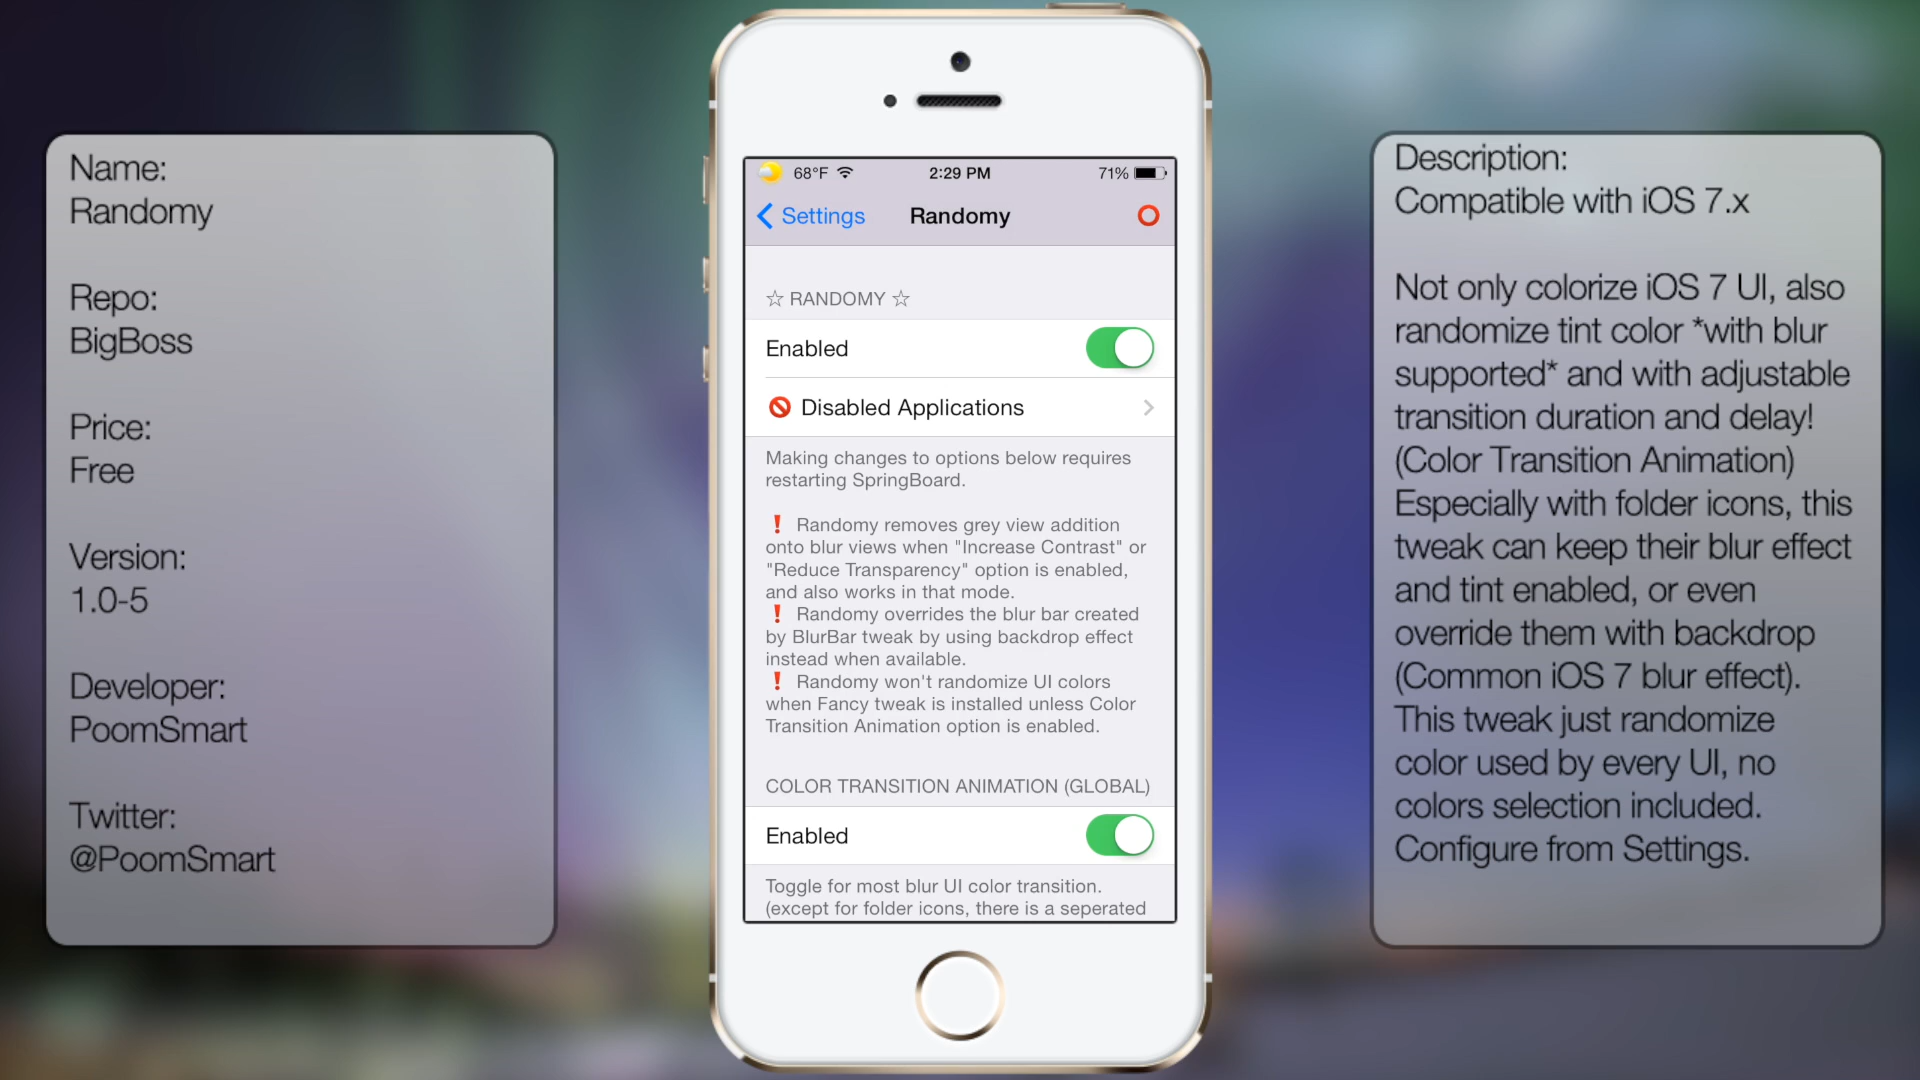 Name:
Randomy
Repo:
BigBoss
Price:
Free
Version:
1.0-5
Developer:
PoomSmart
Twitter:
@PoomSmart
68°F
2:29 PM
71%
Settings
Randomy
☆ RANDOMY ☆
Enabled
Disabled Applications
Making changes to options below requires
restarting SpringBoard.
❗ Randomy removes grey view addition
onto blur views when "Increase Contrast" or
"Reduce Transparency" option is enabled,
and also works in that mode.
❗ Randomy overrides the blur bar created
by BlurBar tweak by using backdrop effect
instead when available.
❗ Randomy won't randomize UI colors
when Fancy tweak is installed unless Color
Transition Animation option is enabled.
COLOR TRANSITION ANIMATION (GLOBAL)
Enabled
Toggle for most blur UI color transition.
(except for folder icons, there is a seperated
Description:
Compatible with iOS 7.x
Not only colorize iOS 7 UI, also
randomize tint color *with blur
supported* and with adjustable
transition duration and delay!
(Color Transition Animation)
Especially with folder icons, this
tweak can keep their blur effect
and tint enabled, or even
override them with backdrop
(Common iOS 7 blur effect).
This tweak just randomize
color used by every UI, no
colors selection included.
Configure from Settings.